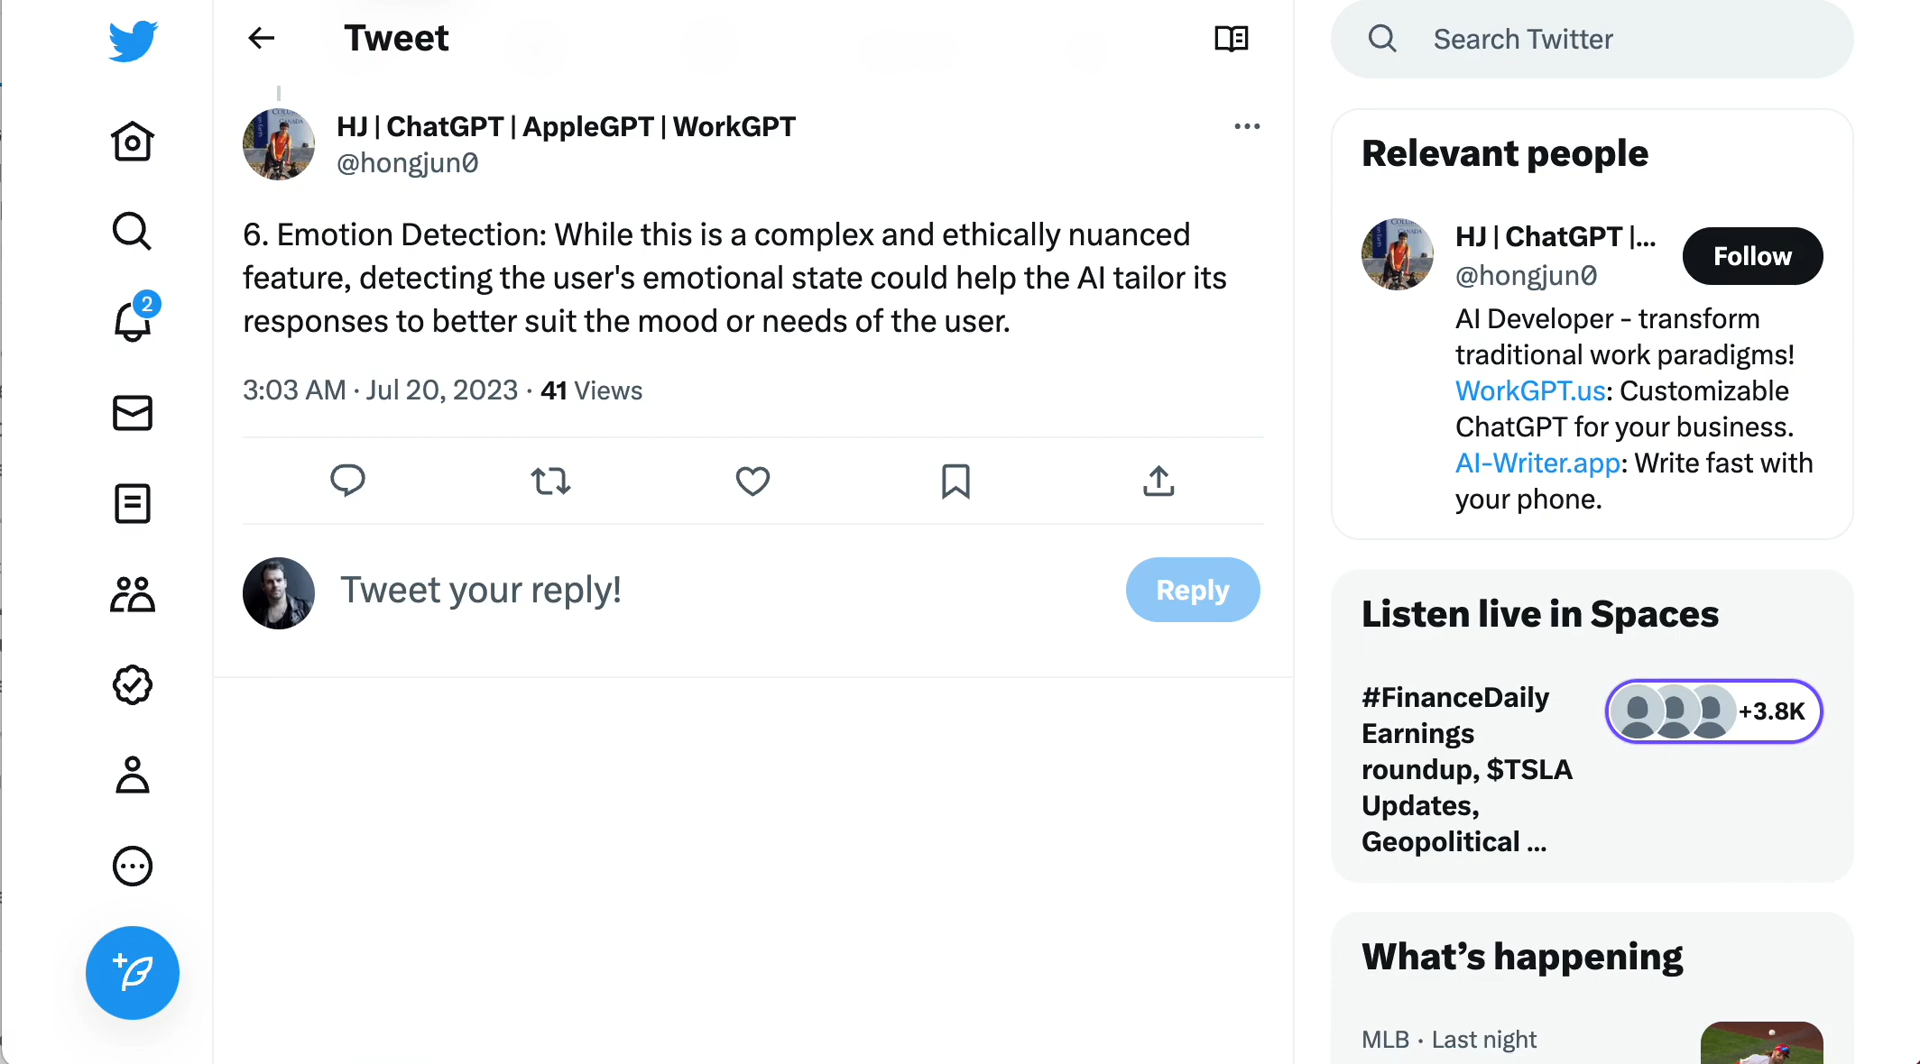 Tweet
HJ | ChatGPT | AppleGPT | WorkGPT
@hongjun0
6. Emotion Detection: While this is a complex and ethically nuanced
feature, detecting the user's emotional state could help the AI tailor its
responses to better suit the mood or needs of the user.
3:03 AM · Jul 20, 2023 · 41 Views
Tweet your reply!
Reply
2
Search Twitter
Relevant people
HJ | ChatGPT |...
@hongjun0
Follow
AI Developer - transform
traditional work paradigms!
WorkGPT.us: Customizable
ChatGPT for your business.
AI-Writer.app: Write fast with
your phone.
Listen live in Spaces
#FinanceDaily
Earnings
roundup, $TSLA
Updates,
Geopolitical ...
+3.8K
What's happening
MLB · Last night